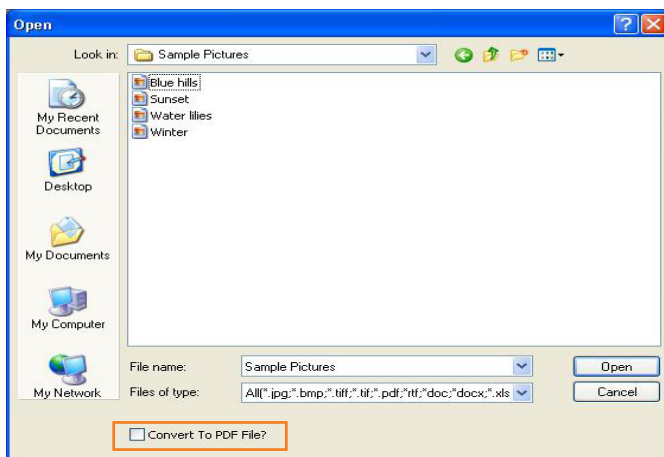 Open
Look in:
Sample Pictures
My Recent
Documents
Desktop
My Documents
My Computer
My Network
Blue hills
Sunset
Water lilies
Winter
File name:
Sample Pictures
Open
Files of type:
All(*.jpg;*.bmp;*.tiff;*.tif;*.pdf;*rtf;*doc;*docx;*.xls
Cancel
Convert To PDF File?